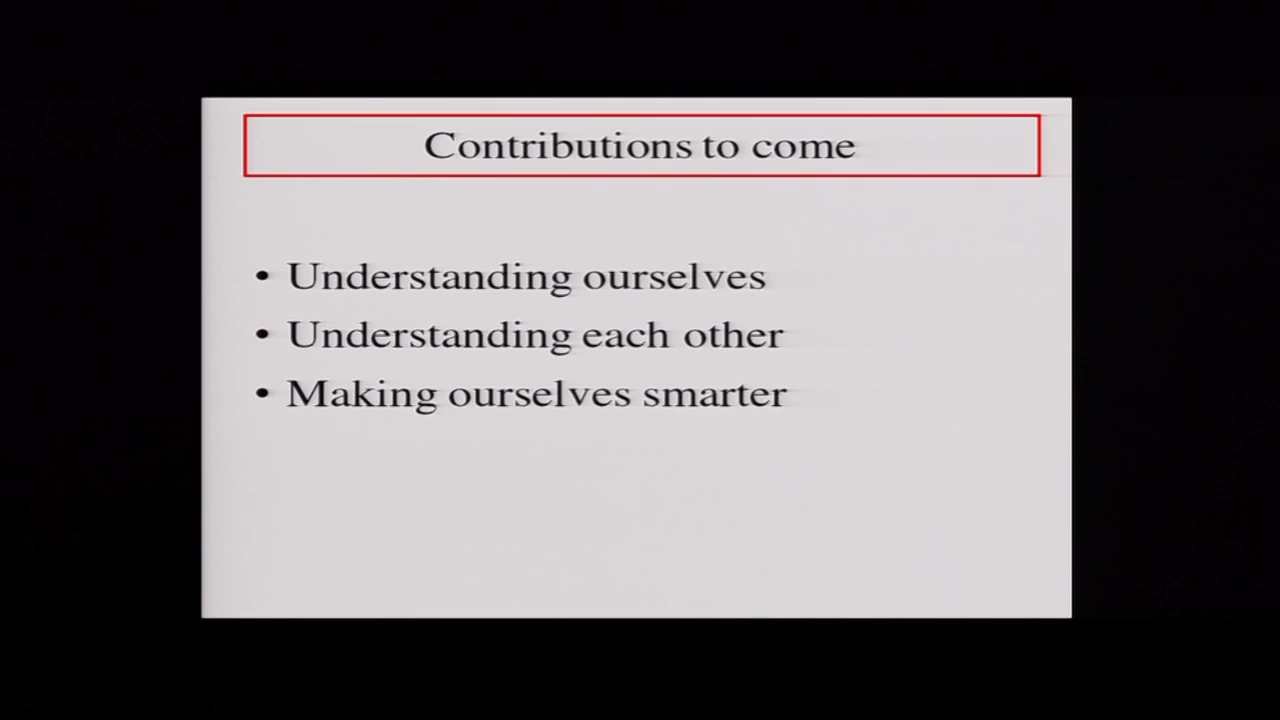 Contributions to come
• Understanding ourselves
• Understanding each other
• Making ourselves smarter